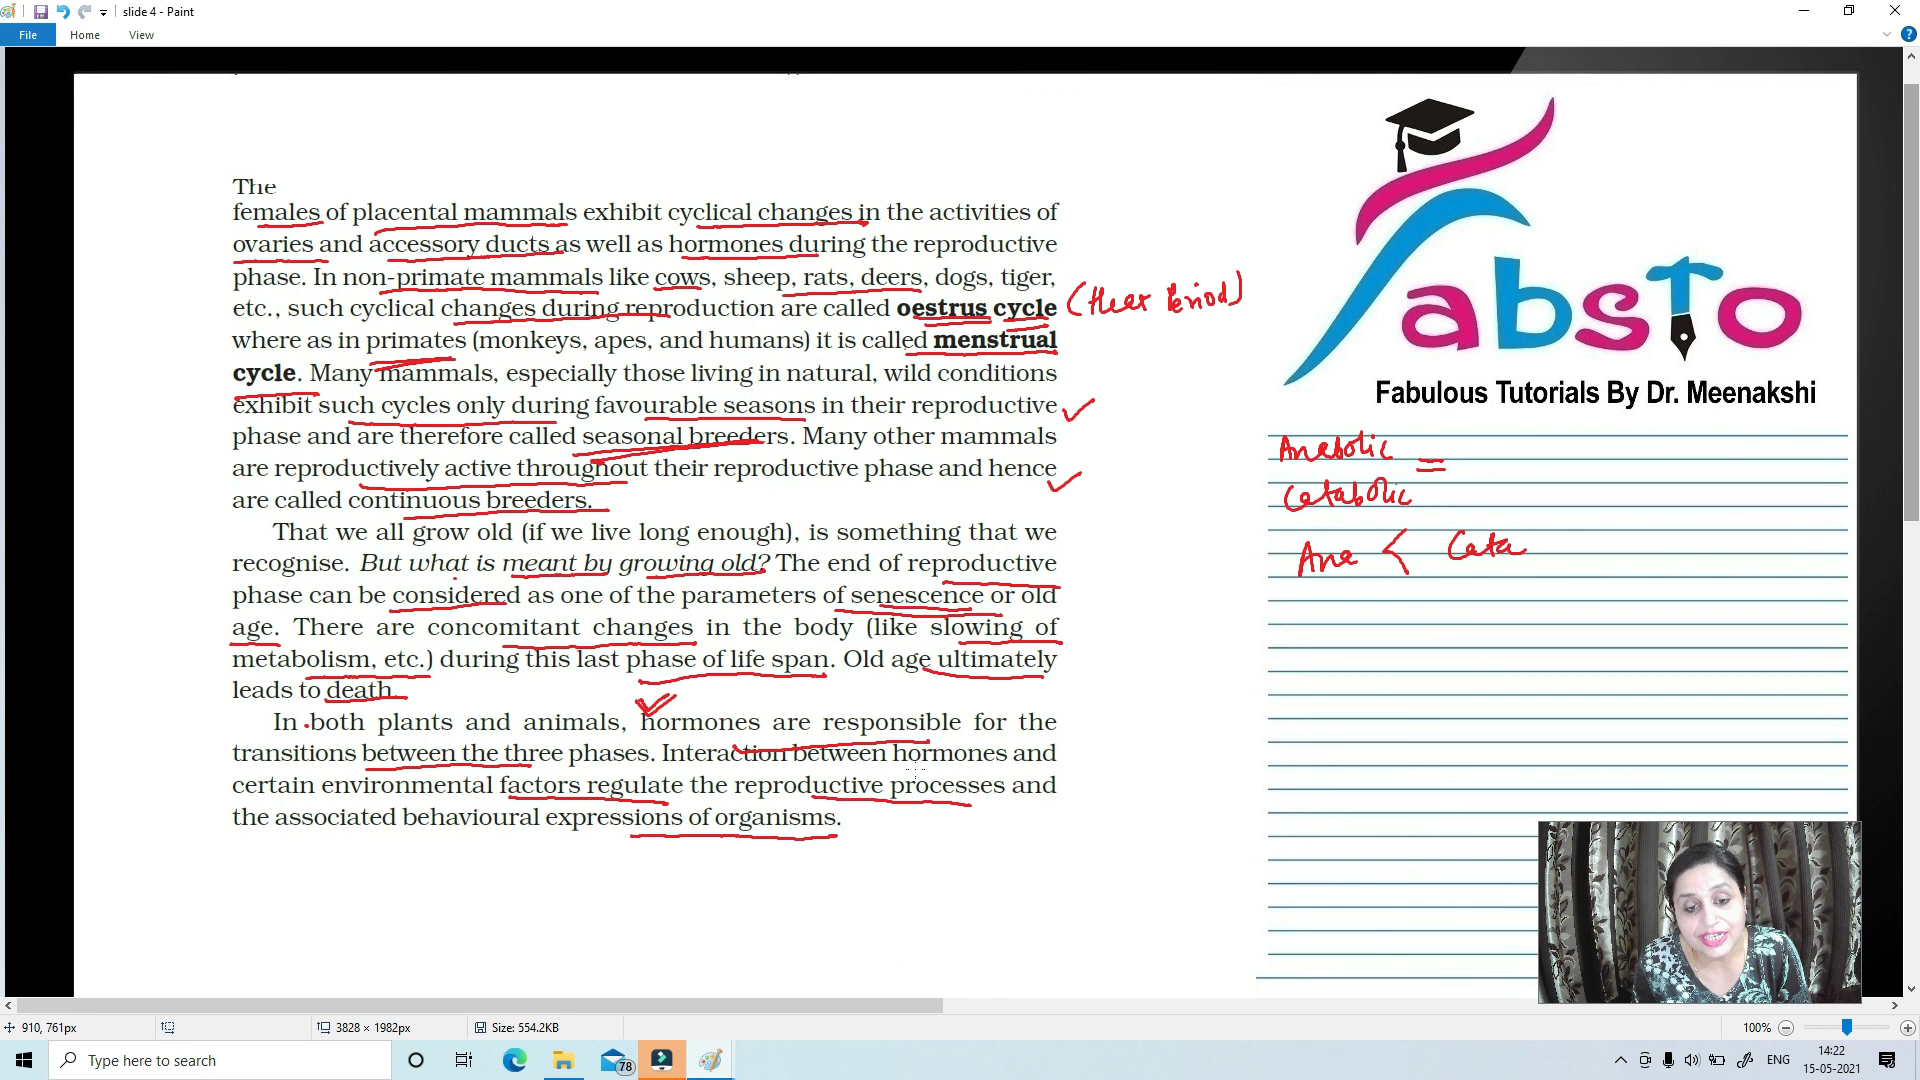 slide 4 - Paint
File Home View
The
females of placental mammals exhibit cyclical changes in the activities of
ovaries and accessory ducts as well as hormones during the reproductive
phase. In non-primate mammals like cows, sheep, rats, deers, dogs, tiger,
etc., such cyclical changes during reproduction are called oestrus cycle (Heat Period)
where as in primates (monkeys, apes, and humans) it is called menstrual
cycle. Many mammals, especially those living in natural, wild conditions
exhibit such cycles only during favourable seasons in their reproductive
phase and are therefore called seasonal breeders. Many other mammals
are reproductively active throughout their reproductive phase and hence
are called continuous breeders.
That we all grow old (if we live long enough), is something that we
recognise. But what is meant by growing old? The end of reproductive
phase can be considered as one of the parameters of senescence or old
age. There are concomitant changes in the body (like slowing of
metabolism, etc.) during this last phase of life span. Old age ultimately
leads to death.
In both plants and animals, hormones are responsible for the
transitions between the three phases. Interaction between hormones and
certain environmental factors regulate the reproductive processes and
the associated behavioural expressions of organisms.
Fabsto
Fabulous Tutorials By Dr. Meenakshi
Anabolic =
Catabolic
Ana < Cata
910, 761px 3828 × 1982px Size: 554.2KB 100%
Type here to search
78
ENG
14:22
15-05-2021